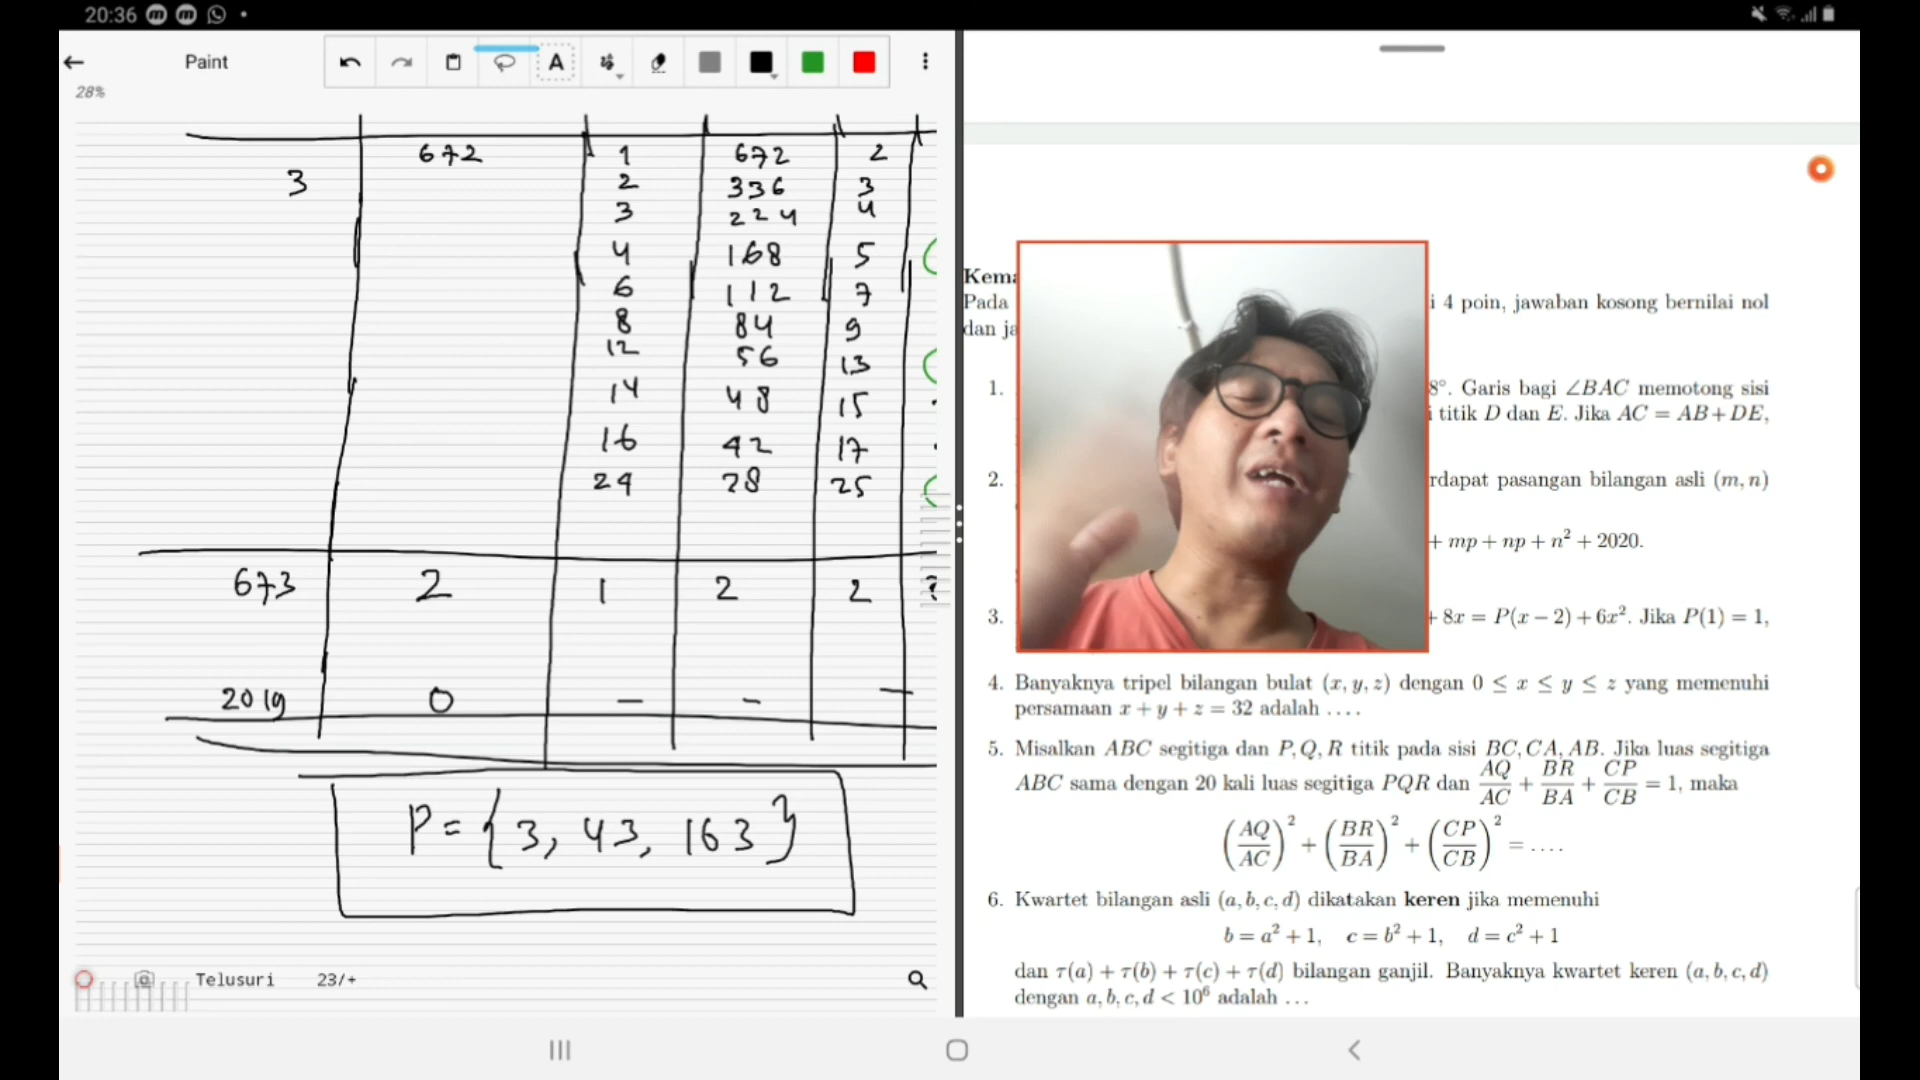 20:36
Paint
A
28%
672 1 672 2
3 2 336 3
3 224 4
4 168 5
6 112 7
8 84 9
12 56 13
14 48 15
16 42 17
24 28 25
673 2 1 2 2
2019 0 - - -
P = {3, 43, 163}
Telusuri 23/+
Kema
Pada i 4 poin, jawaban kosong bernilai nol
dan ja
1. 8°. Garis bagi ∠BAC memotong sisi
i titik D dan E. Jika AC = AB + DE,
2. rdapat pasangan bilangan asli (m, n)
+ mp + np + n² + 2020.
3. + 8x = P(x − 2) + 6x². Jika P(1) = 1,
4. Banyaknya tripel bilangan bulat (x, y, z) dengan 0 ≤ x ≤ y ≤ z yang memenuhi
persamaan x + y + z = 32 adalah ....
5. Misalkan ABC segitiga dan P, Q, R titik pada sisi BC, CA, AB. Jika luas segitiga
ABC sama dengan 20 kali luas segitiga PQR dan AQ/AC + BR/BA + CP/CB = 1, maka
(AQ/AC)² + (BR/BA)² + (CP/CB)² = ....
6. Kwartet bilangan asli (a, b, c, d) dikatakan keren jika memenuhi
b = a² + 1, c = b² + 1, d = c² + 1
dan τ(a) + τ(b) + τ(c) + τ(d) bilangan ganjil. Banyaknya kwartet keren (a, b, c, d)
dengan a, b, c, d < 10⁶ adalah ...